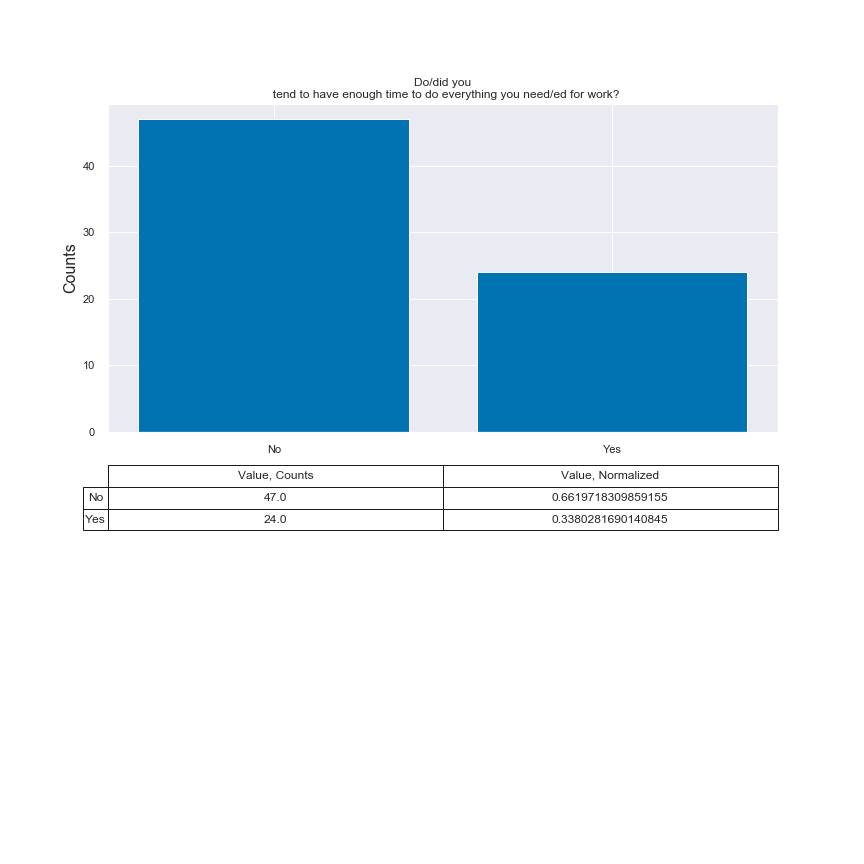 Do/did you
tend to have enough time to do everything you need/ed for work?
Counts
40
30
20
10
0
No Yes
Value, Counts Value, Normalized
No 47.0 0.6619718309859155
Yes 24.0 0.3380281690140845